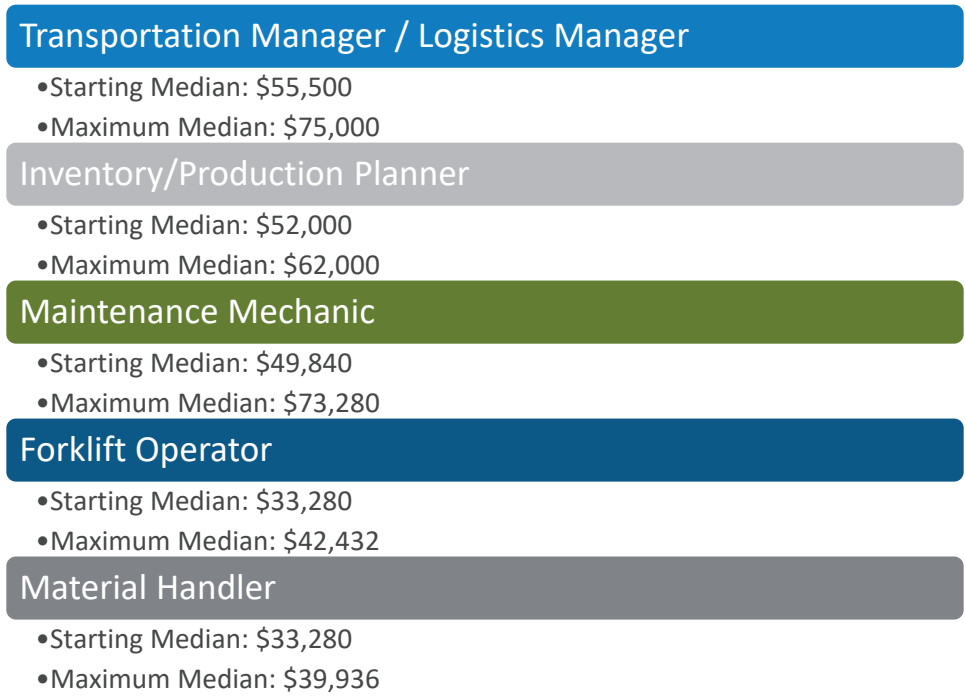 Transportation Manager / Logistics Manager
•Starting Median: $55,500
•Maximum Median: $75,000
Inventory/Production Planner
•Starting Median: $52,000
•Maximum Median: $62,000
Maintenance Mechanic
•Starting Median: $49,840
•Maximum Median: $73,280
Forklift Operator
•Starting Median: $33,280
•Maximum Median: $42,432
Material Handler
•Starting Median: $33,280
•Maximum Median: $39,936